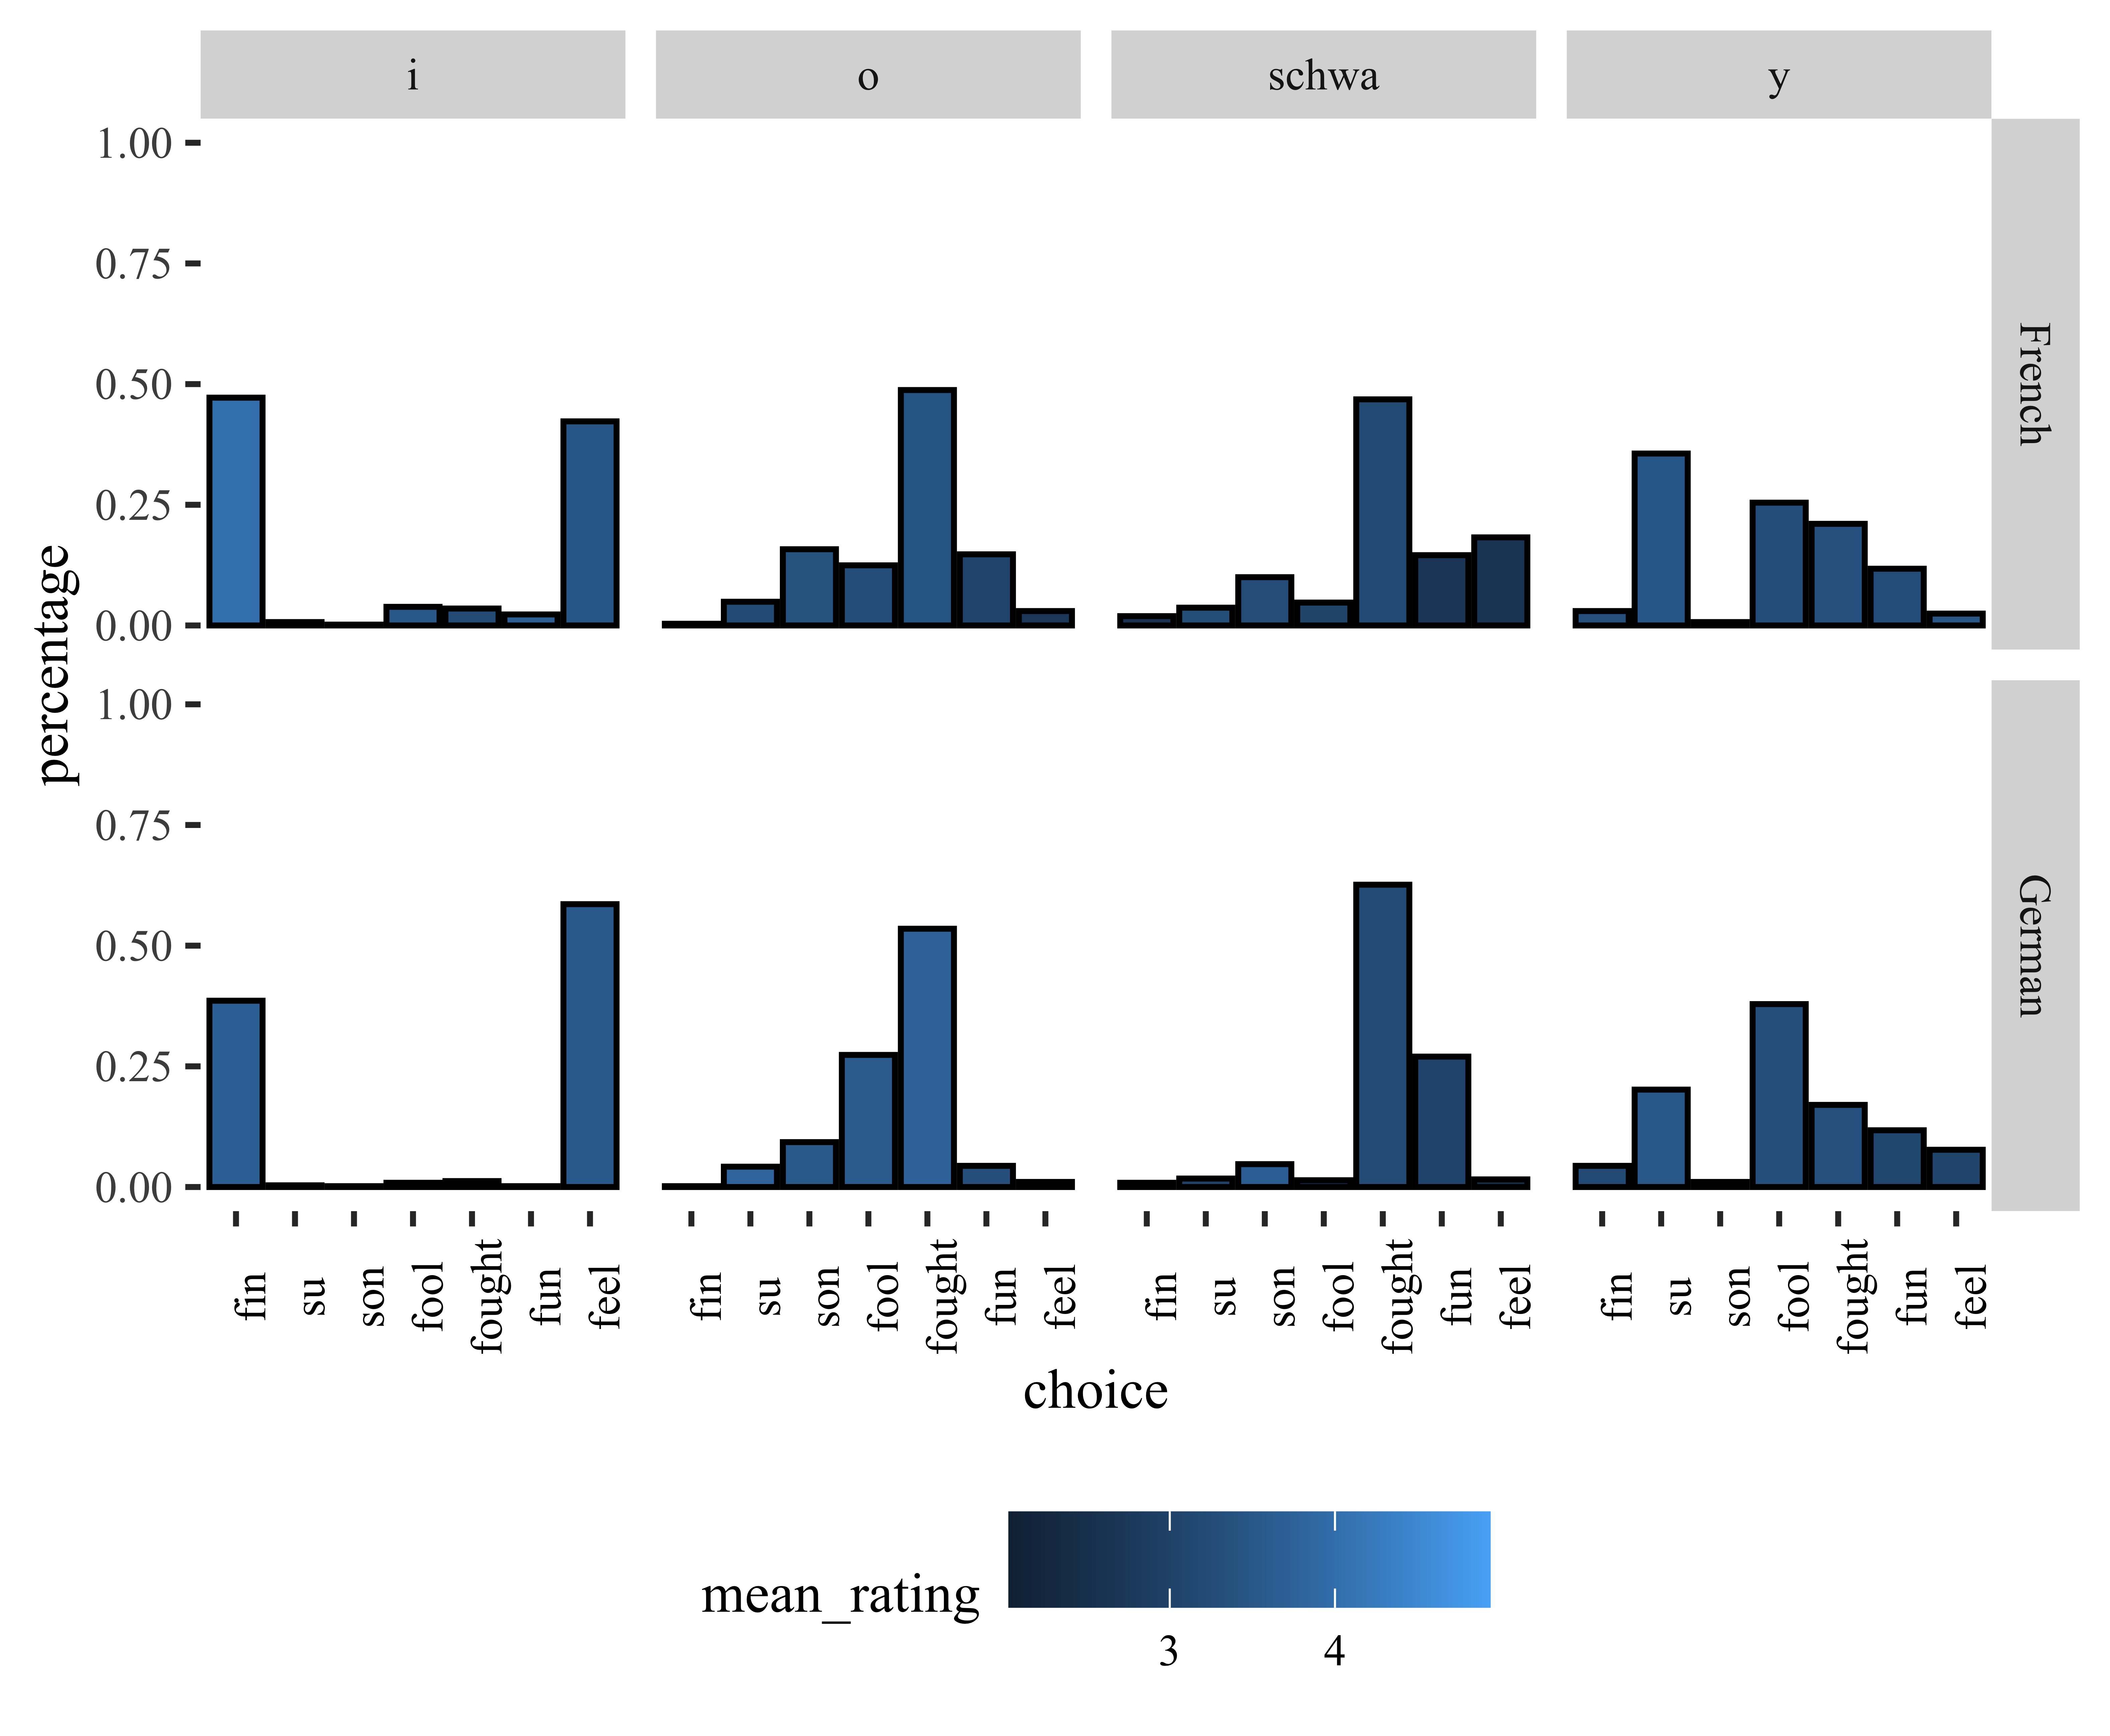 i o schwa y
1.00
0.75
0.50
0.25
0.00
French
1.00
0.75
0.50
0.25
0.00
German
percentage
fin su son fool fought fun feel fin su son fool fought fun feel fin su son fool fought fun feel fin su son fool fought fun feel
choice
mean_rating
3 4